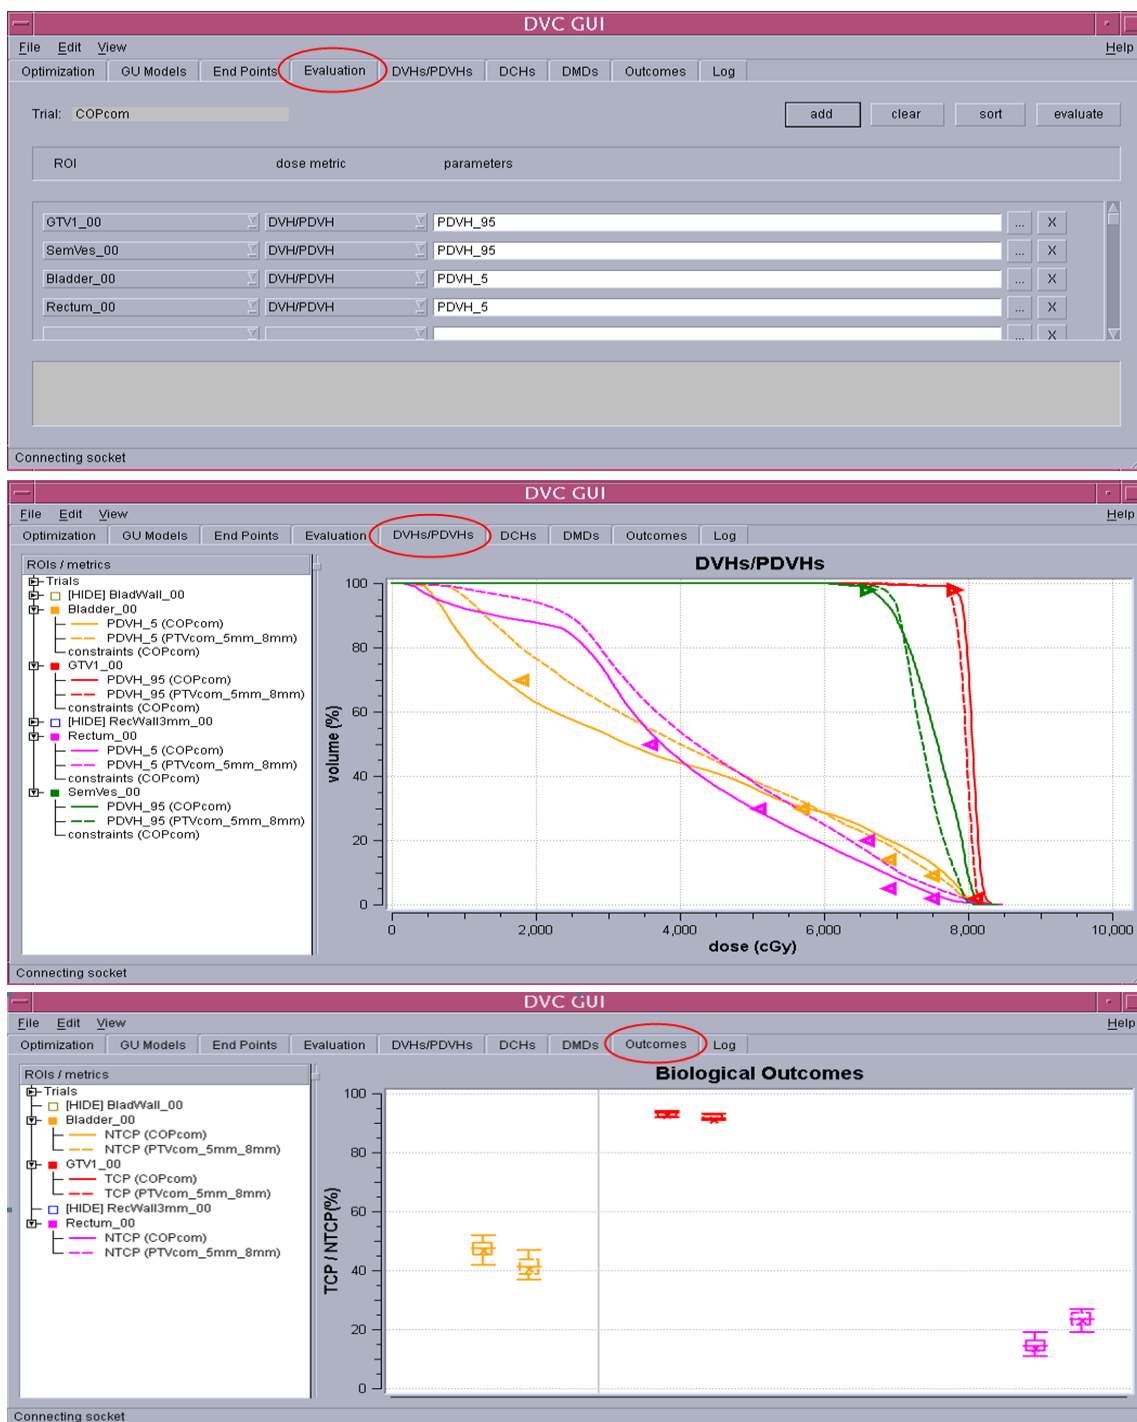 DVC GUI
File Edit View Help
Optimization GU Models End Points Evaluation DVHs/PDVHs DCHs DMDs Outcomes Log
Trial: COPcom add clear sort evaluate
ROI dose metric parameters
GTV1_00 DVH/PDVH PDVH_95 ... X
SemVes_00 DVH/PDVH PDVH_95 ... X
Bladder_00 DVH/PDVH PDVH_5 ... X
Rectum_00 DVH/PDVH PDVH_5 ... X
... X
Connecting socket
DVC GUI
File Edit View Help
Optimization GU Models End Points Evaluation DVHs/PDVHs DCHs DMDs Outcomes Log
ROIs / metrics
Trials
[HIDE] BladWall_00
Bladder_00
PDVH_5 (COPcom)
PDVH_5 (PTVcom_5mm_8mm)
constraints (COPcom)
GTV1_00
PDVH_95 (COPcom)
PDVH_95 (PTVcom_5mm_8mm)
constraints (COPcom)
[HIDE] RecWall3mm_00
Rectum_00
PDVH_5 (COPcom)
PDVH_5 (PTVcom_5mm_8mm)
constraints (COPcom)
SemVes_00
PDVH_95 (COPcom)
PDVH_95 (PTVcom_5mm_8mm)
constraints (COPcom)
DVHs/PDVHs
volume (%)
100
80
60
40
20
0
0 2,000 4,000 6,000 8,000 10,000
dose (cGy)
Connecting socket
DVC GUI
File Edit View Help
Optimization GU Models End Points Evaluation DVHs/PDVHs DCHs DMDs Outcomes Log
ROIs / metrics
Trials
[HIDE] BladWall_00
Bladder_00
NTCP (COPcom)
NTCP (PTVcom_5mm_8mm)
GTV1_00
TCP (COPcom)
TCP (PTVcom_5mm_8mm)
[HIDE] RecWall3mm_00
Rectum_00
NTCP (COPcom)
NTCP (PTVcom_5mm_8mm)
Biological Outcomes
TCP / NTCP(%)
100
80
60
40
20
0
Connecting socket